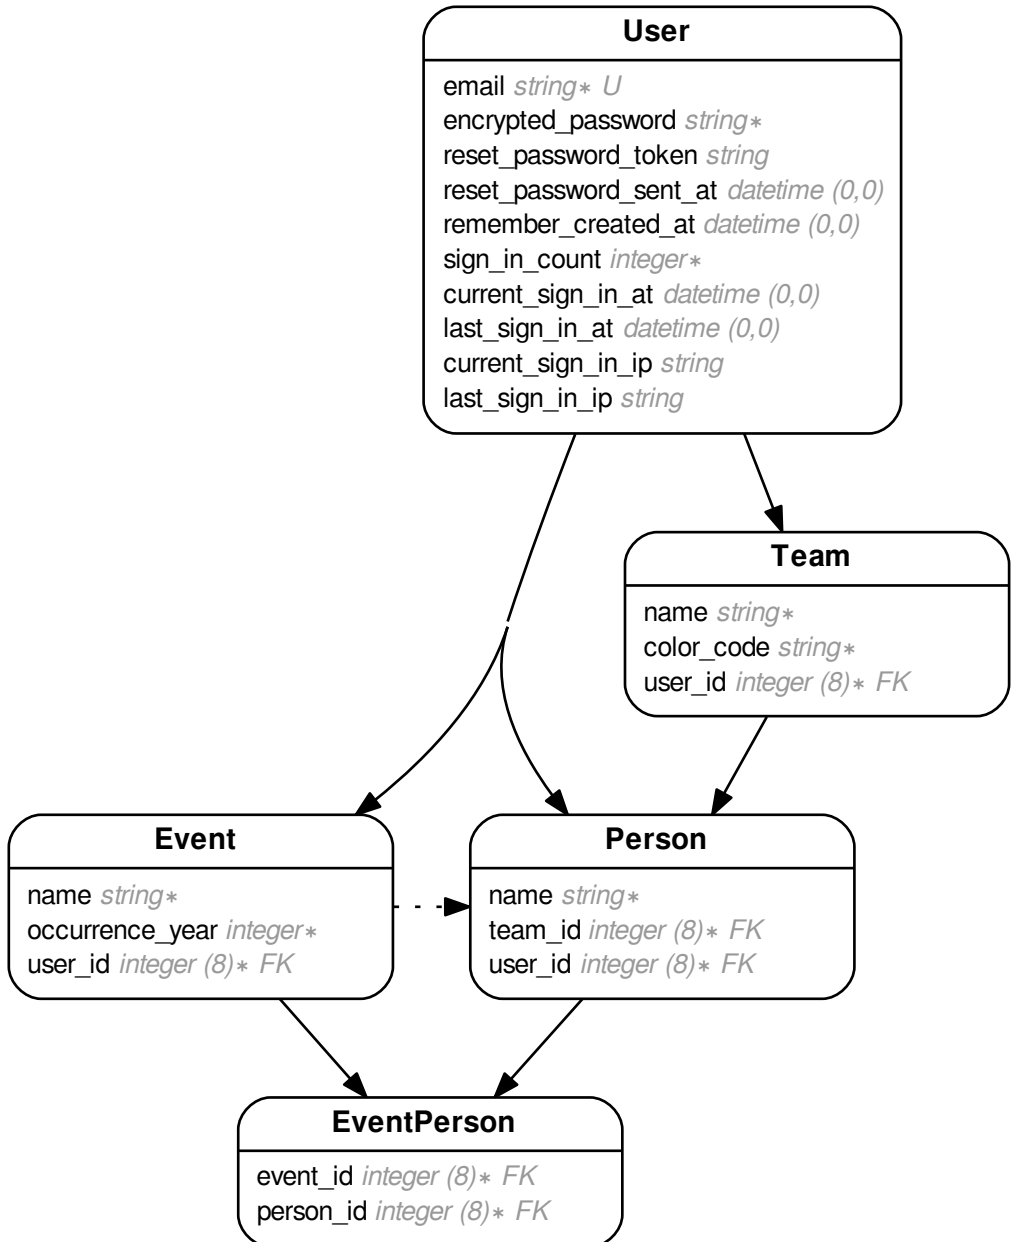 User
email string* U
encrypted_password string*
reset_password_token string
reset_password_sent_at datetime (0,0)
remember_created_at datetime (0,0)
sign_in_count integer*
current_sign_in_at datetime (0,0)
last_sign_in_at datetime (0,0)
current_sign_in_ip string
last_sign_in_ip string
Team
name string*
color_code string*
user_id integer (8)* FK
Event
name string*
occurrence_year integer*
user_id integer (8)* FK
Person
name string*
team_id integer (8)* FK
user_id integer (8)* FK
EventPerson
event_id integer (8)* FK
person_id integer (8)* FK